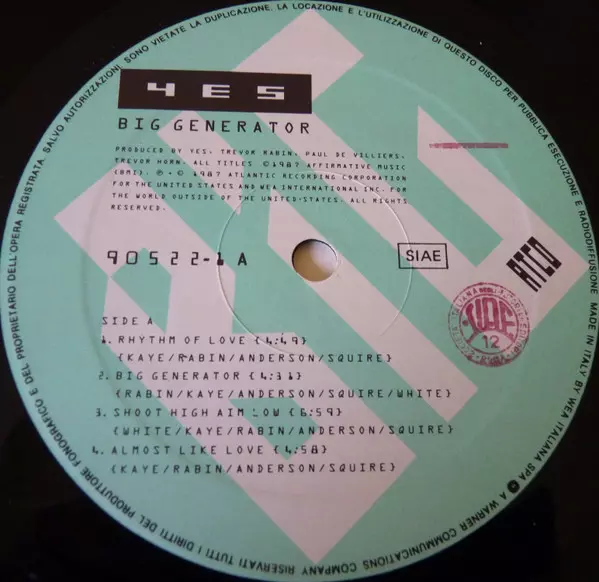 YES
BIG GENERATOR
PRODUCED BY YES, TREVOR RABIN, PAUL DE VILLIERS,
TREVOR HORN. ALL TITLES ©1987 AFFIRMATIVE MUSIC
(BMI). ℗ + © 1987 ATLANTIC RECORDING CORPORATION
FOR THE UNITED STATES AND WEA INTERNATIONAL INC. FOR
THE WORLD OUTSIDE OF THE UNITED STATES. ALL RIGHTS
RESERVED.
90522-1 A
SIAE
ATCO
12
SIDE A
1. RHYTHM OF LOVE {4:49}
{KAYE/RABIN/ANDERSON/SQUIRE}
2. BIG GENERATOR {4:31}
{RABIN/KAYE/ANDERSON/SQUIRE/WHITE}
3. SHOOT HIGH AIM LOW {6:59}
{WHITE/KAYE/RABIN/ANDERSON/SQUIRE}
4. ALMOST LIKE LOVE {4:58}
{KAYE/RABIN/ANDERSON/SQUIRE}
COMPANY RISERVATI TUTTI I DIRITTI DEL PRODUTTORE FONOGRAFICO E DEL PROPRIETARIO DELL'OPERA REGISTRATA. SALVO AUTORIZZAZIONI, SONO VIETATE LA DUPLICAZIONE, LA LOCAZIONE E L'UTILIZZAZIONE DI QUESTO DISCO PER PUBBLICA ESECUZIONE E RADIODIFFUSIONE MADE IN ITALY BY WEA ITALIANA SPA A WARNER COMMUNICATIONS